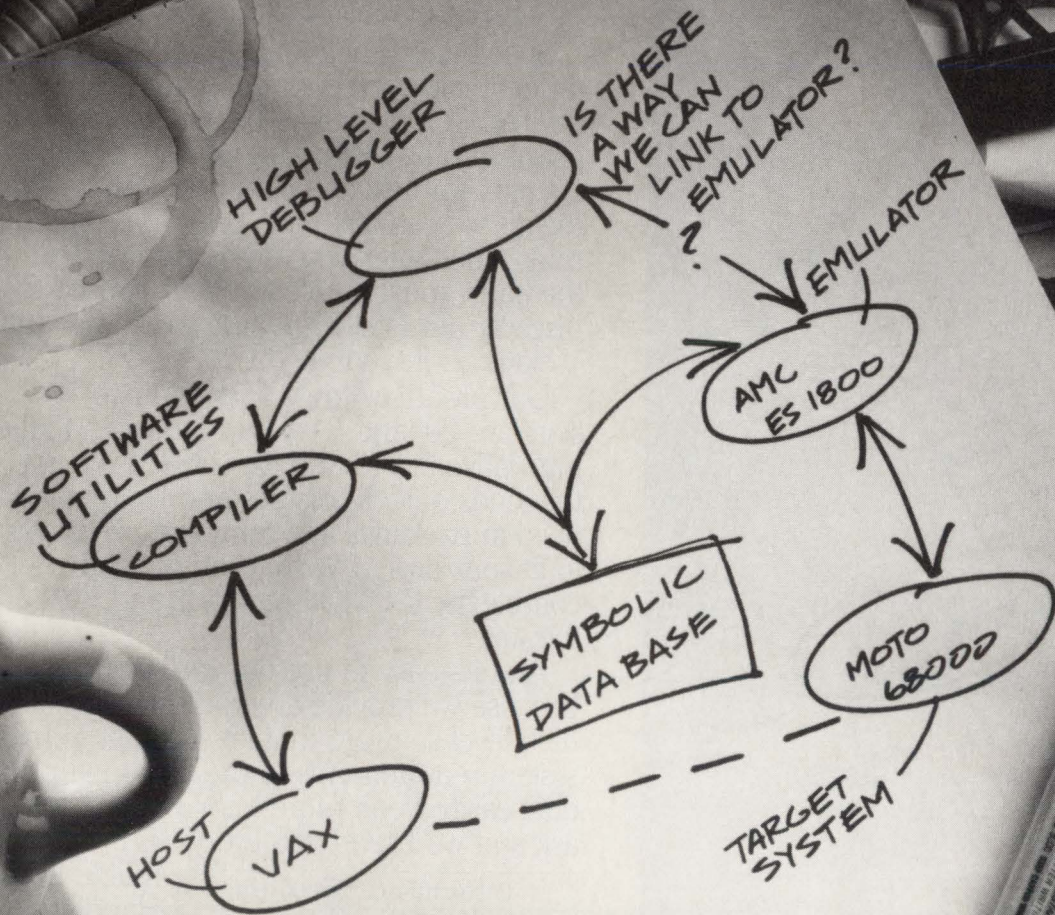 HIGH LEVEL
DEBUGGER
IS THERE
A WAY
WE CAN
LINK TO
EMULATOR?
?
EMULATOR
AMC
ES 1800
SOFTWARE
UTILITIES
COMPILER
SYMBOLIC
DATA BASE
MOTO
68000
HOST
VAX
TARGET
SYSTEM